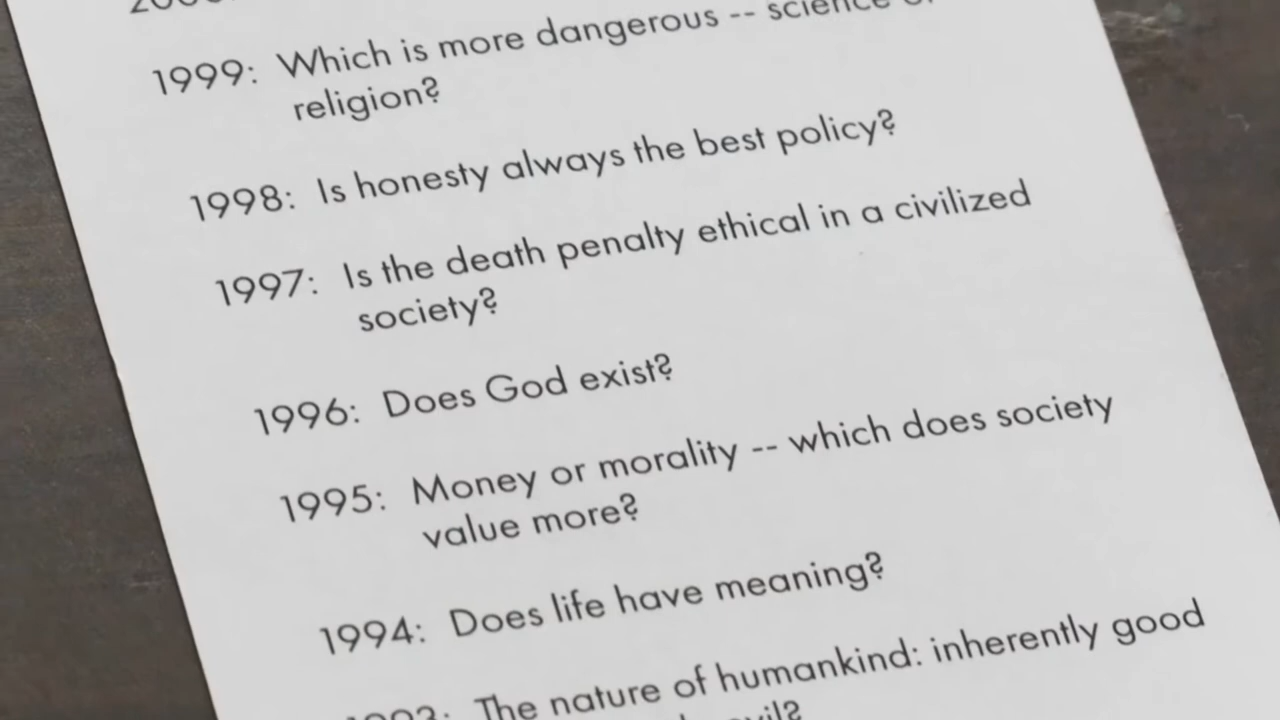 1999: Which is more dangerous -- science
religion?
1998: Is honesty always the best policy?
1997: Is the death penalty ethical in a civilized
society?
1996: Does God exist?
1995: Money or morality -- which does society
value more?
1994: Does life have meaning?
The nature of humankind: inherently good
evil?